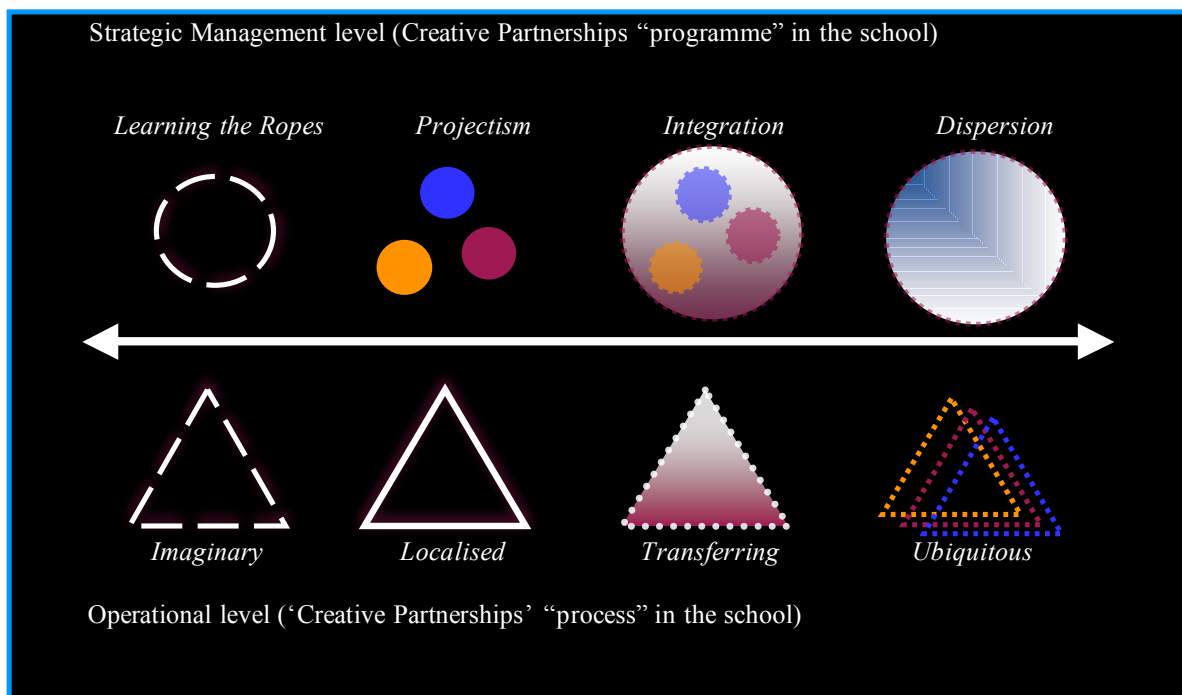 Strategic Management level (Creative Partnerships “programme” in the school)
Learning the Ropes Projectism Integration Dispersion
Imaginary Localised Transferring Ubiquitous
Operational level (‘Creative Partnerships’ “process” in the school)